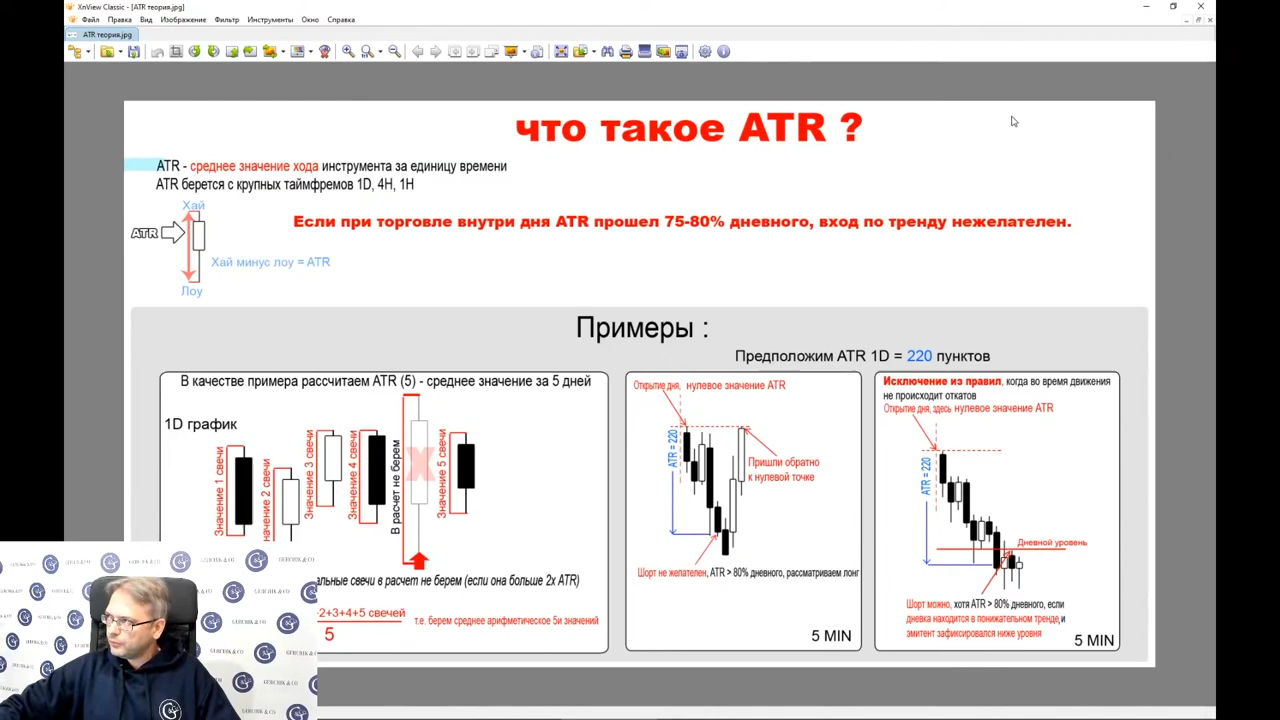 XnView Classic - [ATR теория.jpg]
Файл Правка Вид Изображение Фильтр Инструменты Окно Справка
ATR теория.jpg
что такое ATR ?
ATR - среднее значение хода инструмента за единицу времени
ATR берется с крупных таймфремов 1D, 4H, 1H
Хай
ATR
Хай минус лоу = ATR
Лоу
Если при торговле внутри дня ATR прошел 75-80% дневного, вход по тренду нежелателен.
Примеры :
Предположим ATR 1D = 220 пунктов
В качестве примера рассчитаем ATR (5) - среднее значение за 5 дней
1D график
Значение 1 свечи
начение 2 свечи
Значение 3 свечи
Значение 4 свечи
В расчет не берем
X
Значение 5 свечи
альные свечи в расчет не берем (если она больше 2х ATR)
-2+3+4+5 свечей
5
т.е. берем среднее арифметическое 5и значений
Открытие дня, нулевое значение ATR
ATR = 220
Пришли обратно
к нулевой точке
Шорт не желателен, ATR > 80% дневного, рассматриваем лонг
5 MIN
Исключение из правил, когда во время движения
не происходит откатов
Открытие дня, здесь нулевое значение ATR
ATR = 220
Дневной уровень
Шорт можно, хотя ATR > 80% дневного, если
дневка находится в понижательном тренде и
эмитент зафиксировался ниже уровня
5 MIN
GERCHIK & CO